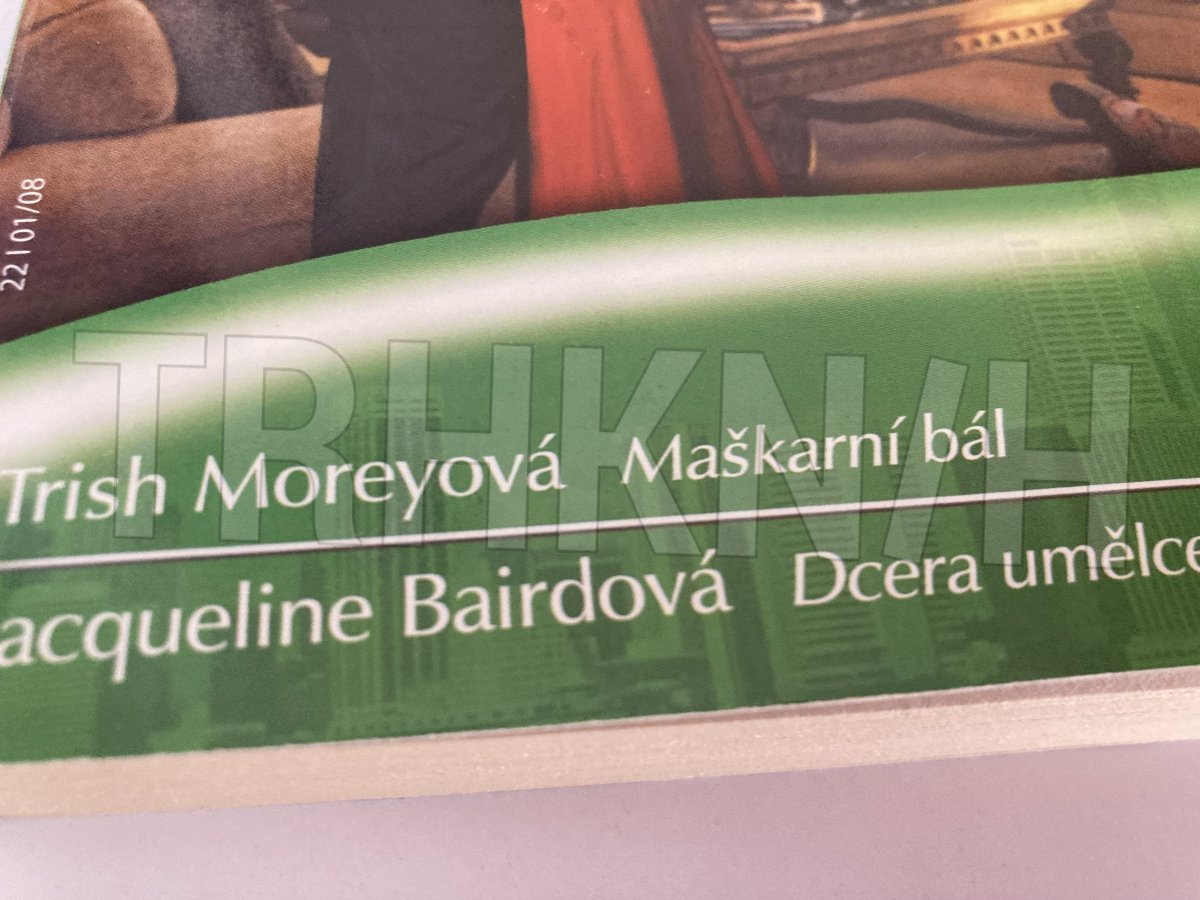 22 | 01/08
TRHKNIH
Trish Moreyová Maškarní bál
acqueline Bairdová Dcera umělce